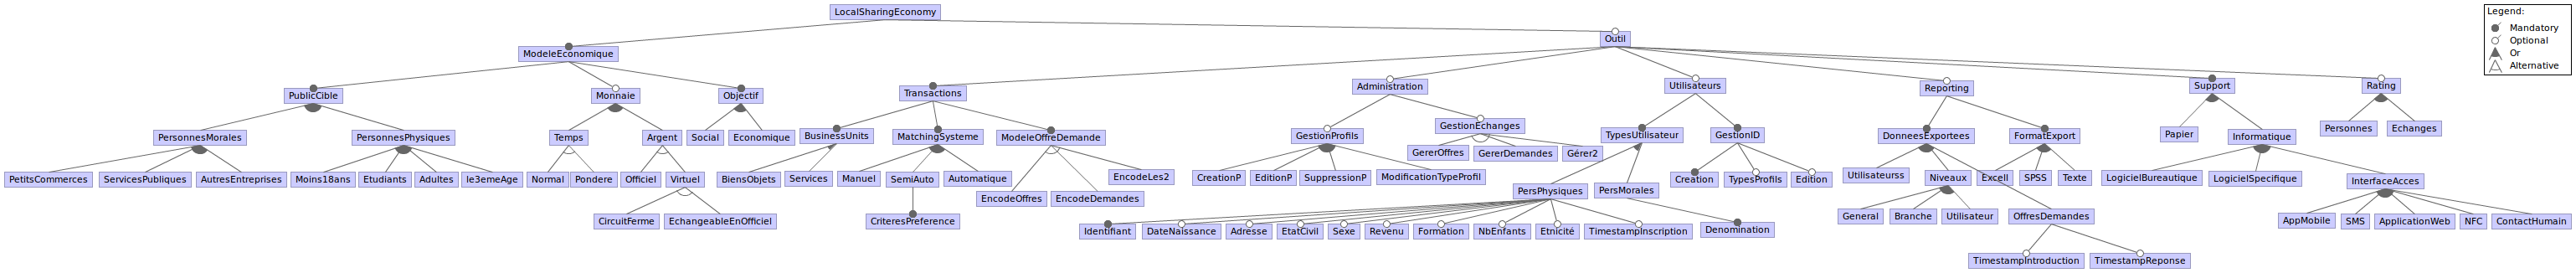 LocalSharingEconomy
Legend:
Mandatory
Optional
Or
Alternative
ModeleEconomique
Outil
PublicCible
Monnaie
Objectif
Transactions
Administration
Utilisateurs
Reporting
Support
Rating
PersonnesMorales
PersonnesPhysiques
Temps
Argent
Social
Economique
BusinessUnits
MatchingSysteme
ModeleOffreDemande
GestionProfils
GestionEchanges
TypesUtilisateur
GestionID
DonneesExportees
FormatExport
Papier
Informatique
Personnes
Echanges
GererOffres
GererDemandes
Gérer2
PetitsCommerces
ServicesPubliques
AutresEntreprises
Moins18ans
Etudiants
Adultes
le3emeAge
Normal
Pondere
Officiel
Virtuel
BiensObjets
Services
Manuel
SemiAuto
Automatique
EncodeOffres
EncodeDemandes
EncodeLes2
CreationP
EditionP
SuppressionP
ModificationTypeProfil
PersPhysiques
PersMorales
Creation
TypesProfils
Edition
Utilisateurss
Niveaux
Excell
SPSS
Texte
LogicielBureautique
LogicielSpecifique
InterfaceAcces
CircuitFerme
EchangeableEnOfficiel
CriteresPreference
Identifiant
DateNaissance
Adresse
EtatCivil
Sexe
Revenu
Formation
NbEnfants
Etnicité
TimestampInscription
Denomination
General
Branche
Utilisateur
OffresDemandes
AppMobile
SMS
ApplicationWeb
NFC
ContactHumain
TimestampIntroduction
TimestampReponse